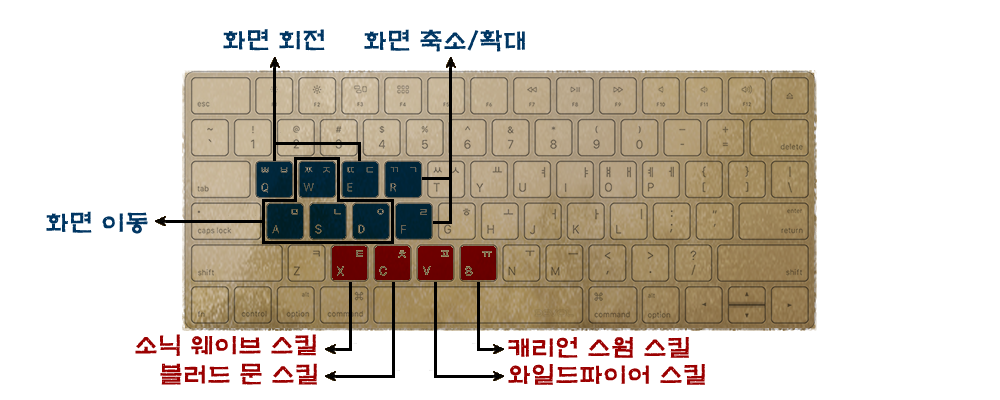 화면 회전 화면 축소/확대
esc F2 F3 F4 F5 F6 F7 F8 F9 F10 F11 F12
~ ! @ # $ % ^ & * ( ) _ +
` 1 2 3 4 5 6 7 8 9 0 - = delete
ㅃ ㅂ ㅉ ㅈ ㄸ ㄷ ㄲ ㄱ ㅆ ㅅ ㅛ ㅕ ㅑ ㅒ ㅐ ㅖ ㅔ { } |
tab Q W E R T Y U I O P [ ] \
화면 이동
caps lock A ㅁ S ㄴ D ㅇ F ㄹ G ㅎ H ㅗ J ㅓ K ㅏ L ㅣ : ; " ' enter return
shift Z ㅋ X ㅌ C ㅊ V ㅍ B ㅠ N ㅜ M ㅡ < , > . ? / shift
control option command command option
소닉 웨이브 스킬 캐리언 스웜 스킬
블러드 문 스킬 와일드파이어 스킬